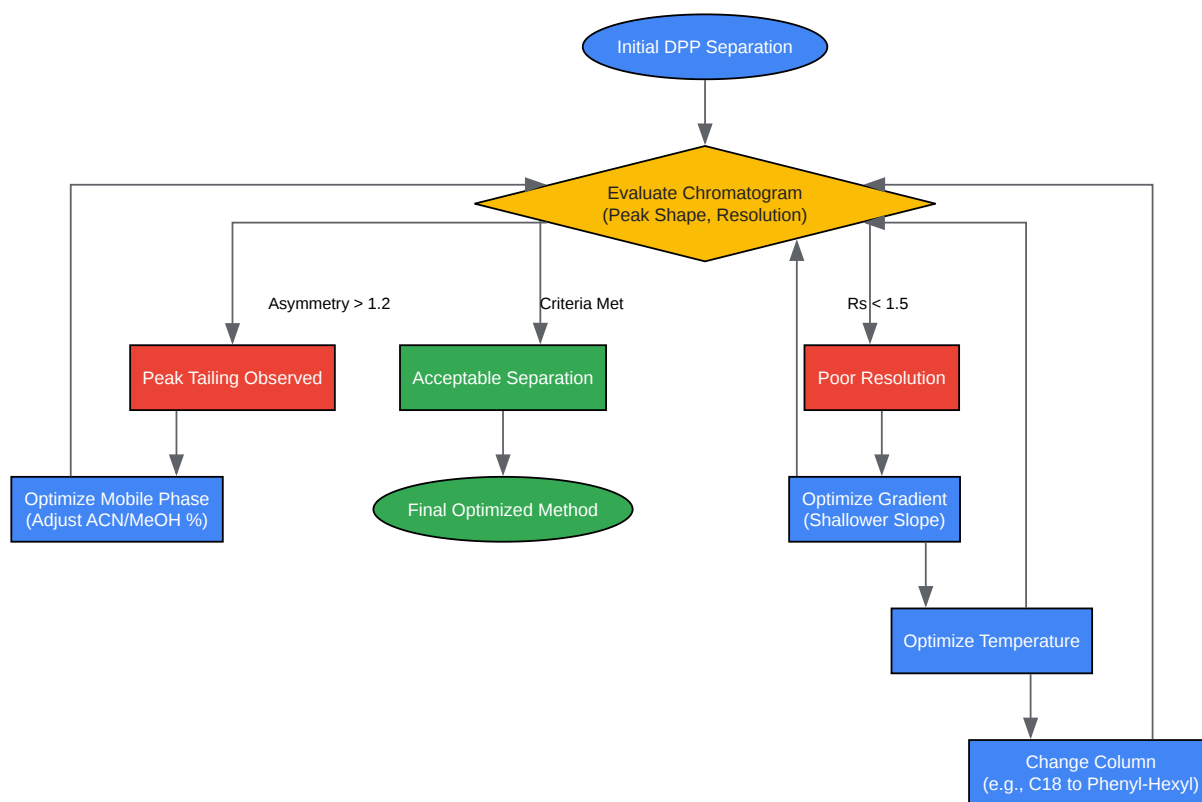 Initial DPP Separation
Evaluate Chromatogram
(Peak Shape, Resolution)
Asymmetry > 1.2
Criteria Met
Rs < 1.5
Peak Tailing Observed
Acceptable Separation
Poor Resolution
Optimize Mobile Phase
(Adjust ACN/MeOH %)
Final Optimized Method
Optimize Gradient
(Shallower Slope)
Optimize Temperature
Change Column
(e.g., C18 to Phenyl-Hexyl)